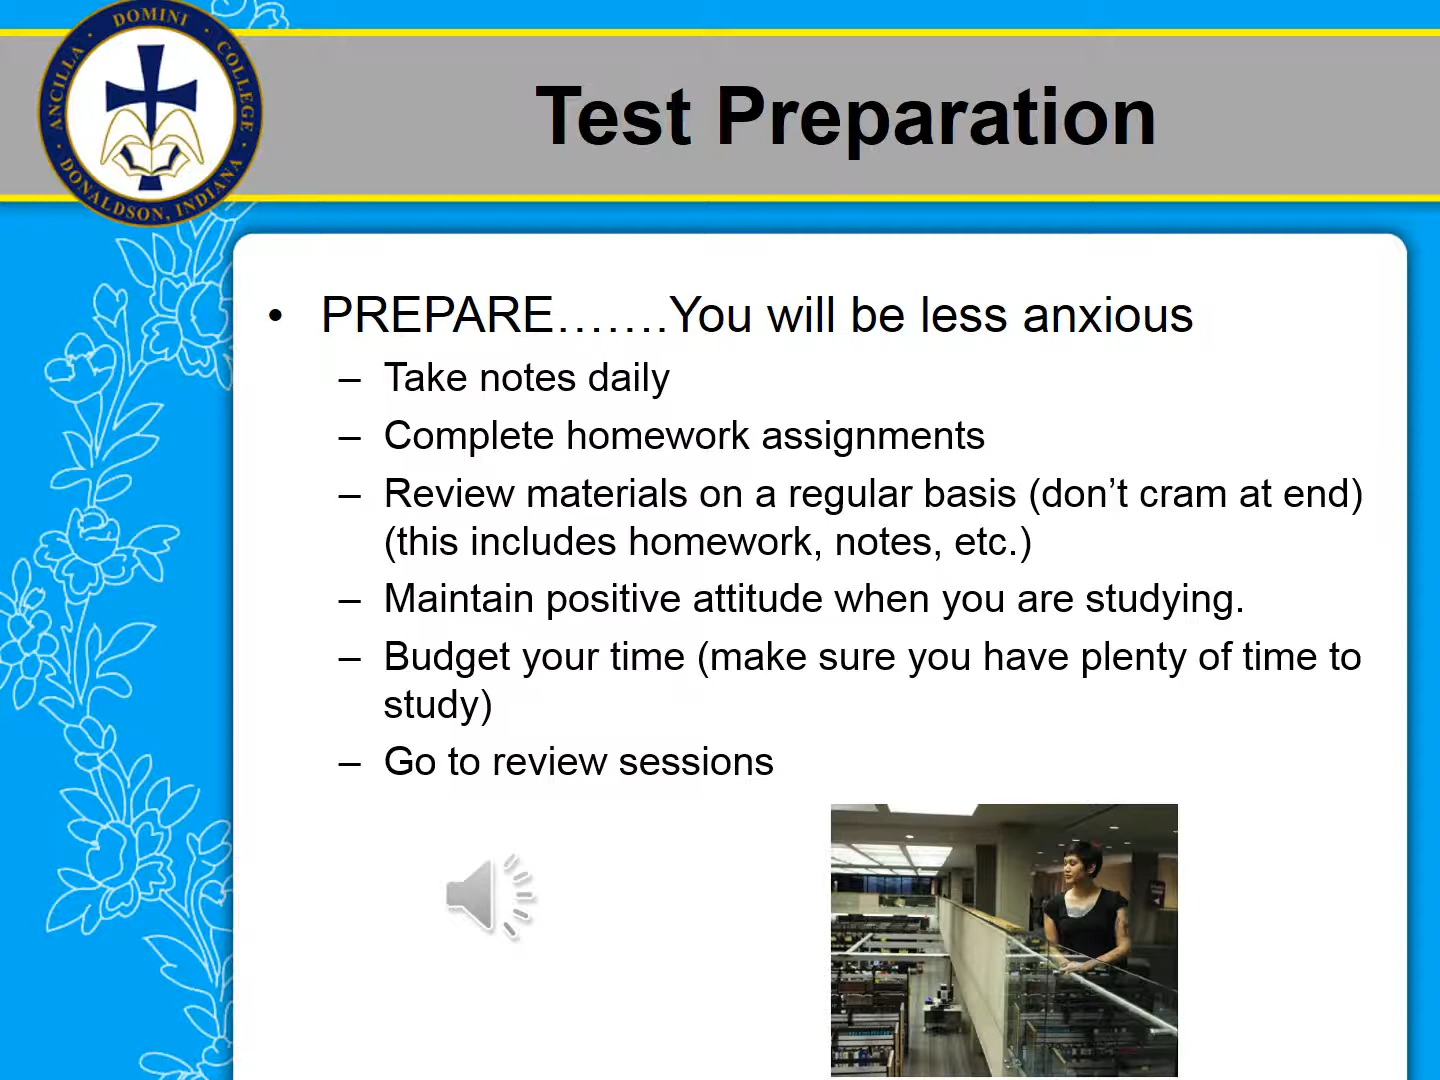 ANCILLA · DOMINI · COLLEGE ·
· DONALDSON, INDIANA
Test Preparation
• PREPARE…….You will be less anxious
– Take notes daily
– Complete homework assignments
– Review materials on a regular basis (don’t cram at end)
(this includes homework, notes, etc.)
– Maintain positive attitude when you are studying.
– Budget your time (make sure you have plenty of time to
study)
– Go to review sessions